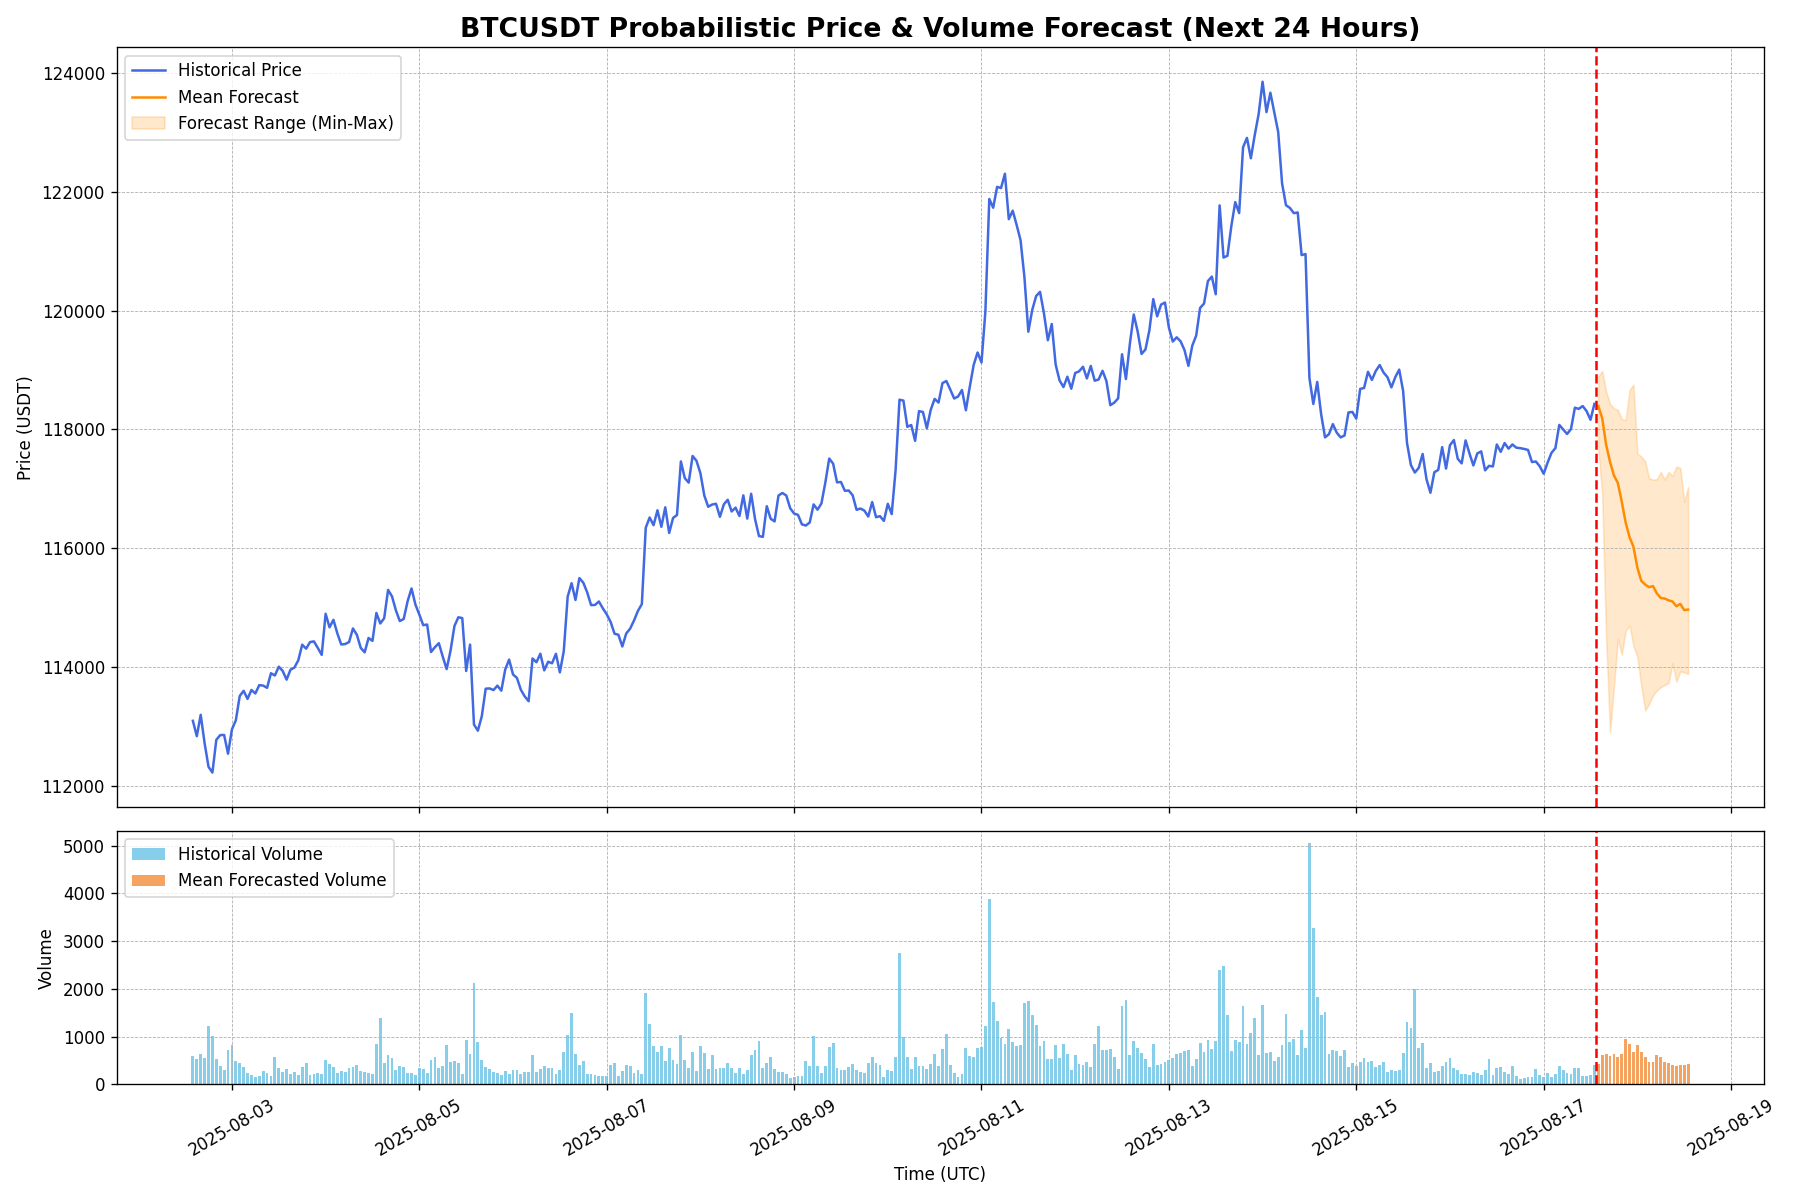 BTCUSDT Probabilistic Price & Volume Forecast (Next 24 Hours)
Historical Price
Mean Forecast
Forecast Range (Min-Max)
124000
122000
120000
118000
116000
114000
112000
Price (USDT)
Historical Volume
Mean Forecasted Volume
5000
4000
3000
2000
1000
0
Volume
2025-08-03
2025-08-05
2025-08-07
2025-08-09
2025-08-11
2025-08-13
2025-08-15
2025-08-17
2025-08-19
Time (UTC)